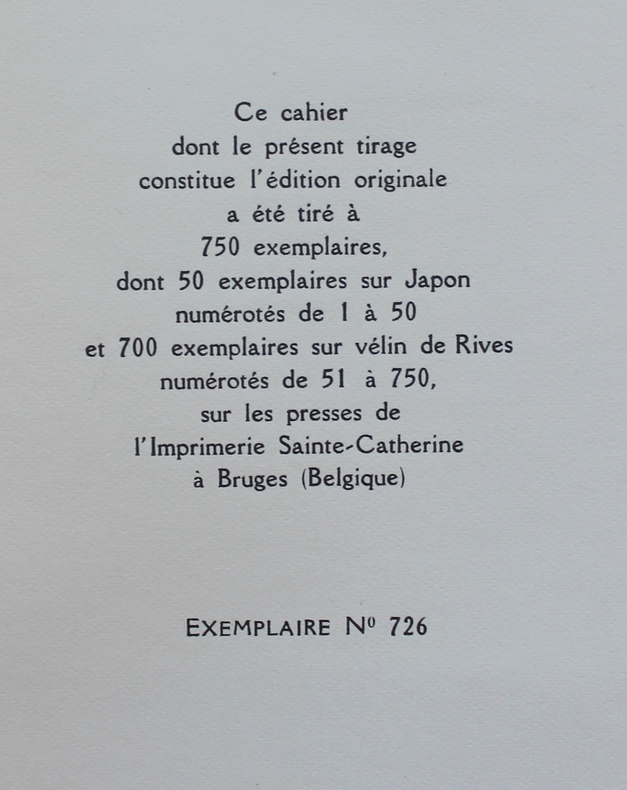 Ce cahier
dont le présent tirage
constitue l'édition originale
a été tiré à
750 exemplaires,
dont 50 exemplaires sur Japon
numérotés de 1 à 50
et 700 exemplaires sur vélin de Rives
numérotés de 51 à 750,
sur les presses de
l'Imprimerie Sainte-Catherine
à Bruges (Belgique)
EXEMPLAIRE Nº 726